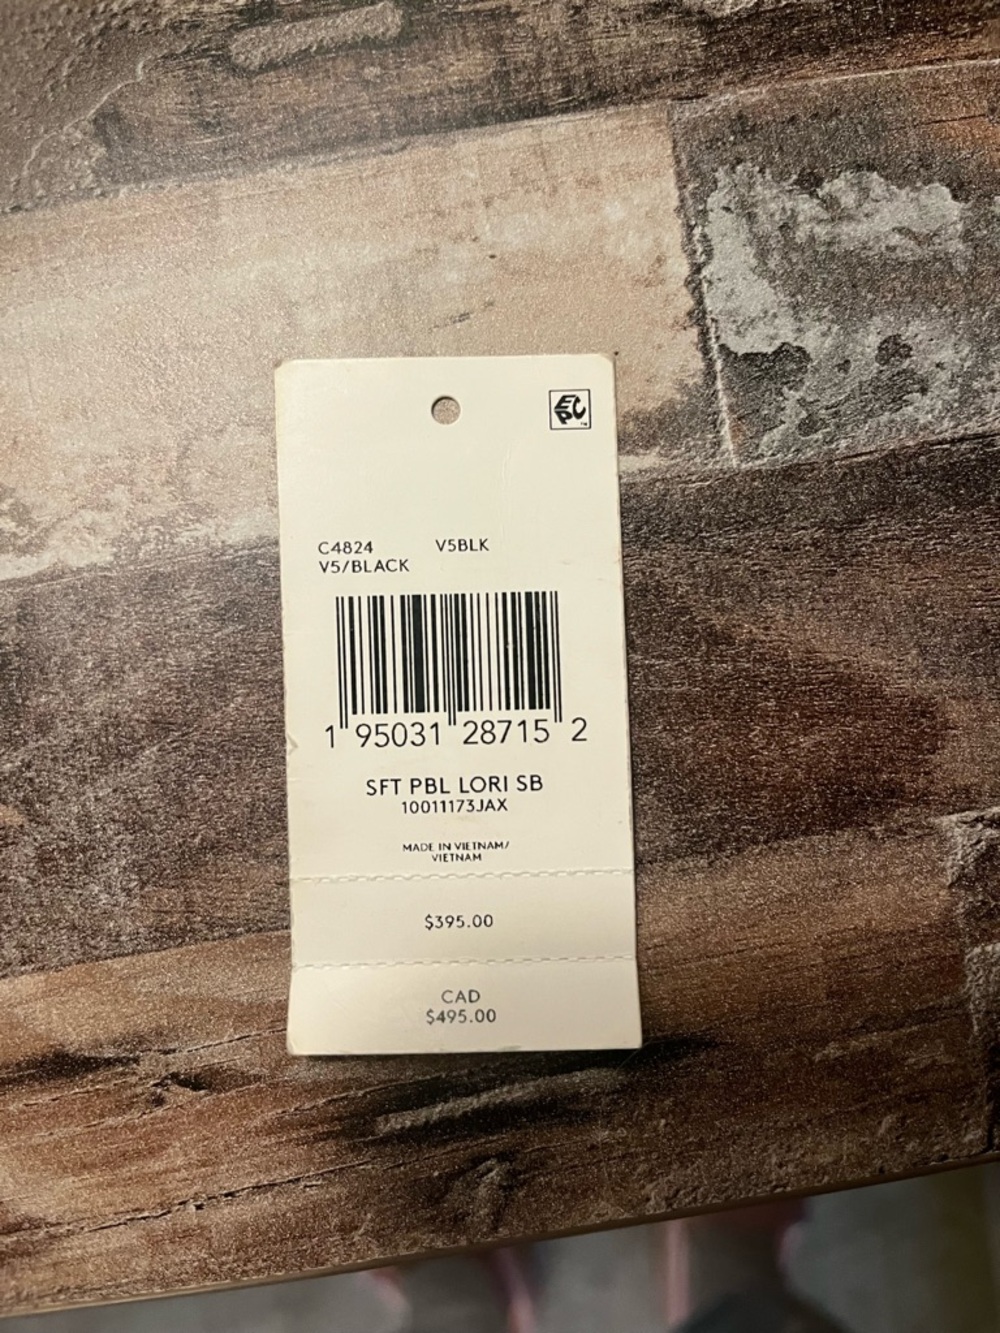 EPC
C4824 V5BLK
V5/BLACK
1 95031 28715 2
SFT PBL LORI SB
10011173JAX
MADE IN VIETNAM/
VIETNAM
$395.00
CAD
$495.00